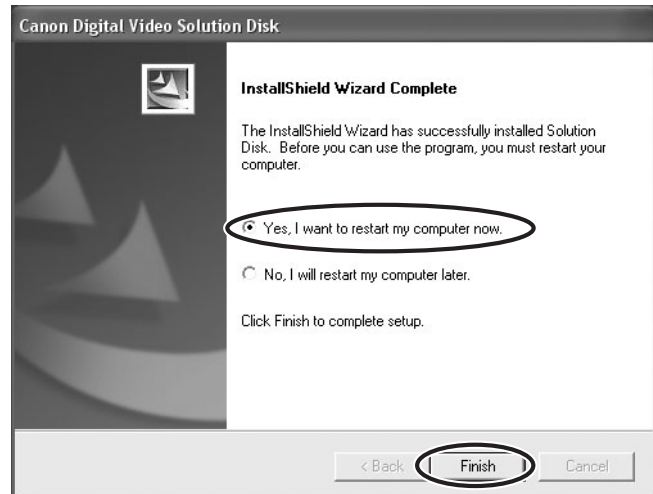 Canon Digital Video Solution Disk
InstallShield Wizard Complete
The InstallShield Wizard has successfully installed Solution
Disk. Before you can use the program, you must restart your
computer.
Yes, I want to restart my computer now.
No, I will restart my computer later.
Click Finish to complete setup.
< Back Finish Cancel